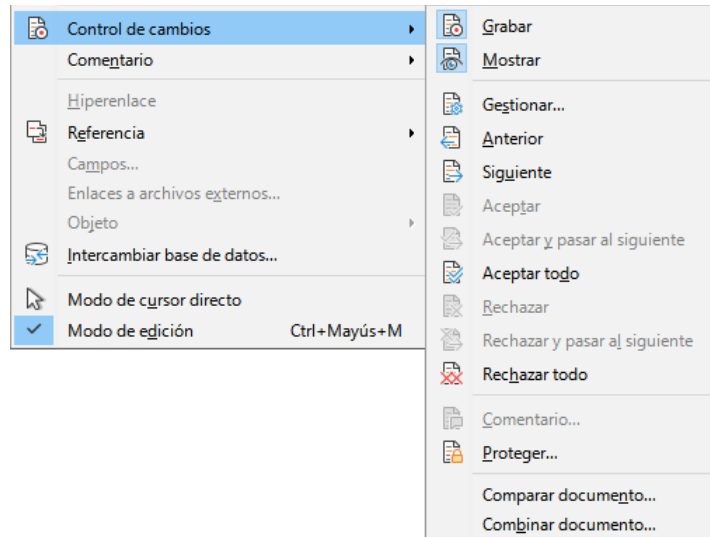 Control de cambios
Comentario
Hiperenlace
Referencia
Campos...
Enlaces a archivos externos...
Objeto
Intercambiar base de datos...
Modo de cursor directo
Modo de edición Ctrl+Mayús+M
Grabar
Mostrar
Gestionar...
Anterior
Siguiente
Aceptar
Aceptar y pasar al siguiente
Aceptar todo
Rechazar
Rechazar y pasar al siguiente
Rechazar todo
Comentario...
Proteger...
Comparar documento...
Combinar documento...